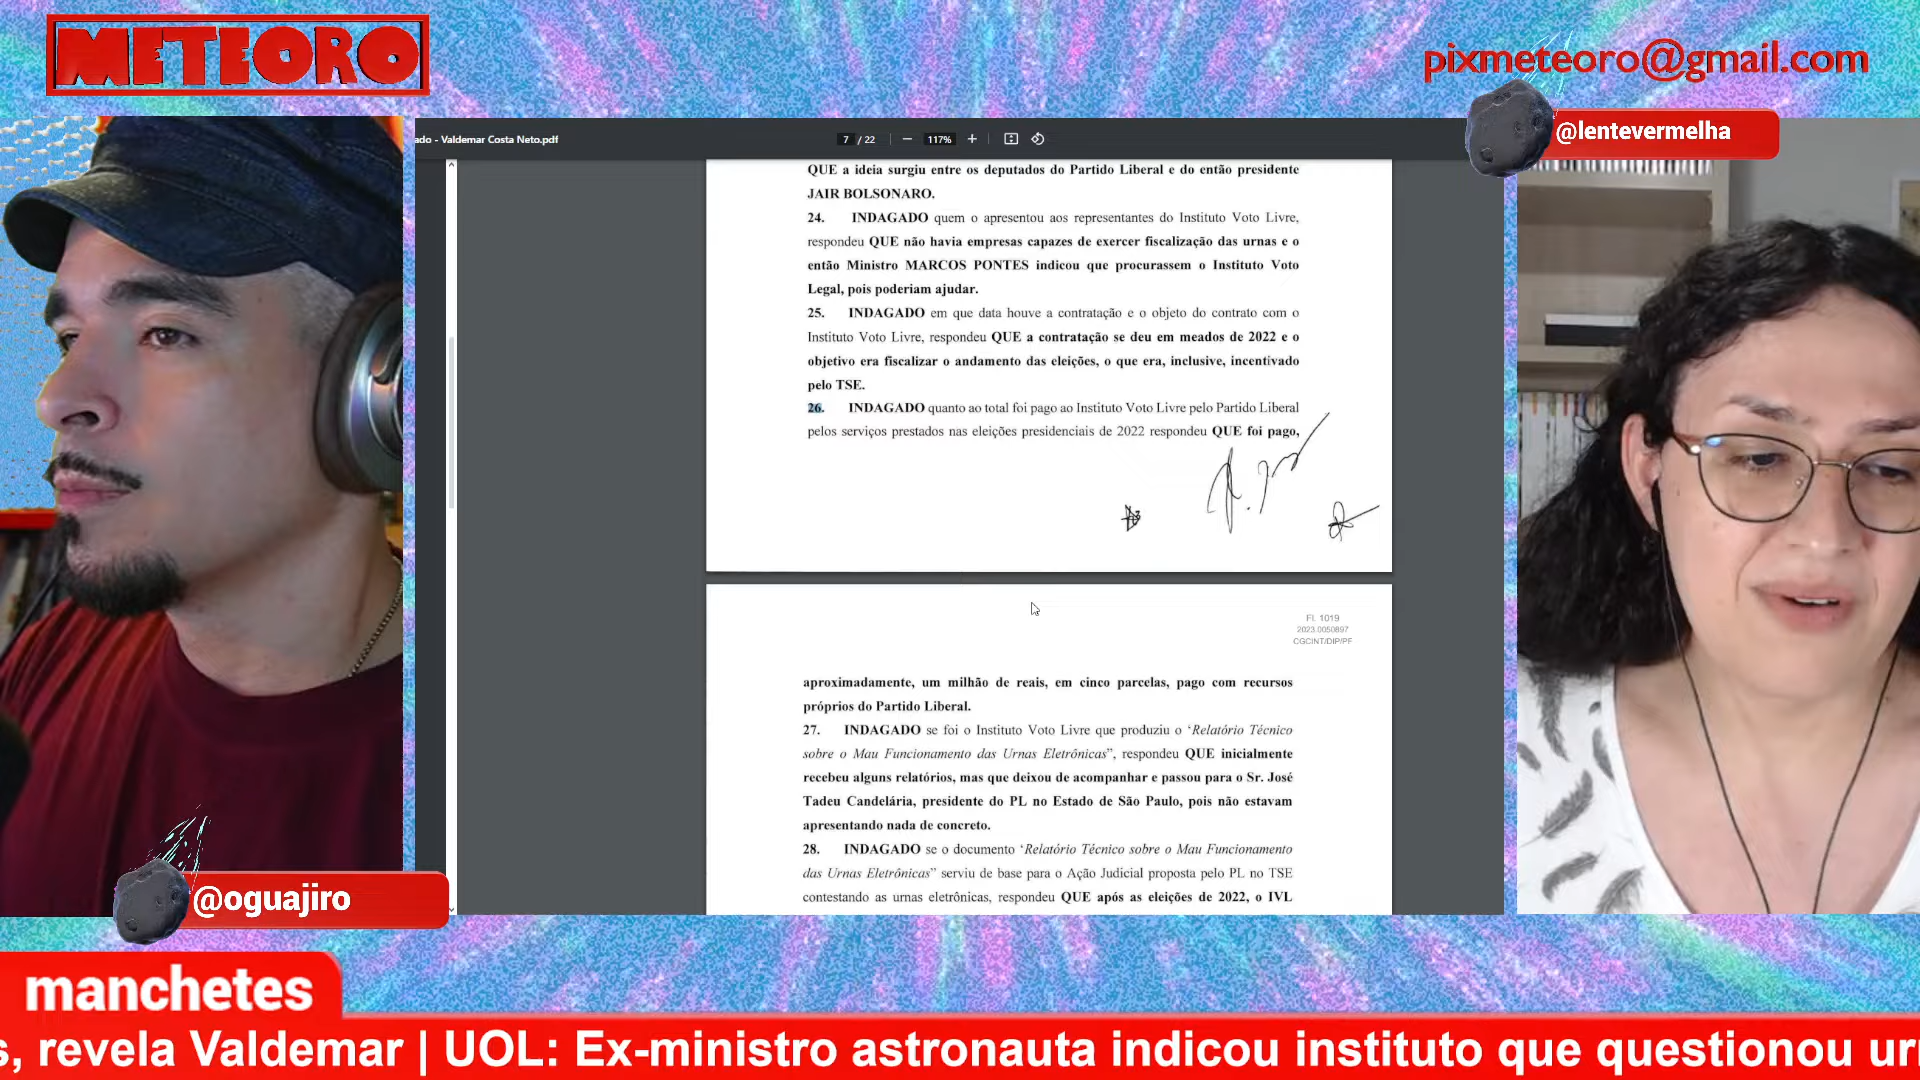 METEORO
pixmeteoro@gmail.com
@lentevermelha
ado - Valdemar Costa Neto.pdf
7 / 22
117%
QUE a ideia surgiu entre os deputados do Partido Liberal e do então presidente
JAIR BOLSONARO.
24. INDAGADO quem o apresentou aos representantes do Instituto Voto Livre,
respondeu QUE não havia empresas capazes de exercer fiscalização das urnas e o
então Ministro MARCOS PONTES indicou que procurassem o Instituto Voto
Legal, pois poderiam ajudar.
25. INDAGADO em que data houve a contratação e o objeto do contrato com o
Instituto Voto Livre, respondeu QUE a contratação se deu em meados de 2022 e o
objetivo era fiscalizar o andamento das eleições, o que era, inclusive, incentivado
pelo TSE.
26. INDAGADO quanto ao total foi pago ao Instituto Voto Livre pelo Partido Liberal
pelos serviços prestados nas eleições presidenciais de 2022 respondeu QUE foi pago,
Fl. 1019
2023.0050897
CGCINT/DIP/PF
aproximadamente, um milhão de reais, em cinco parcelas, pago com recursos
próprios do Partido Liberal.
27. INDAGADO se foi o Instituto Voto Livre que produziu o ‘Relatório Técnico
sobre o Mau Funcionamento das Urnas Eletrônicas”, respondeu QUE inicialmente
recebeu alguns relatórios, mas que deixou de acompanhar e passou para o Sr. José
Tadeu Candelária, presidente do PL no Estado de São Paulo, pois não estavam
apresentando nada de concreto.
28. INDAGADO se o documento ‘Relatório Técnico sobre o Mau Funcionamento
das Urnas Eletrônicas” serviu de base para o Ação Judicial proposta pelo PL no TSE
contestando as urnas eletrônicas, respondeu QUE após as eleições de 2022, o IVL
@oguajiro
manchetes
s, revela Valdemar | UOL: Ex-ministro astronauta indicou instituto que questionou urn